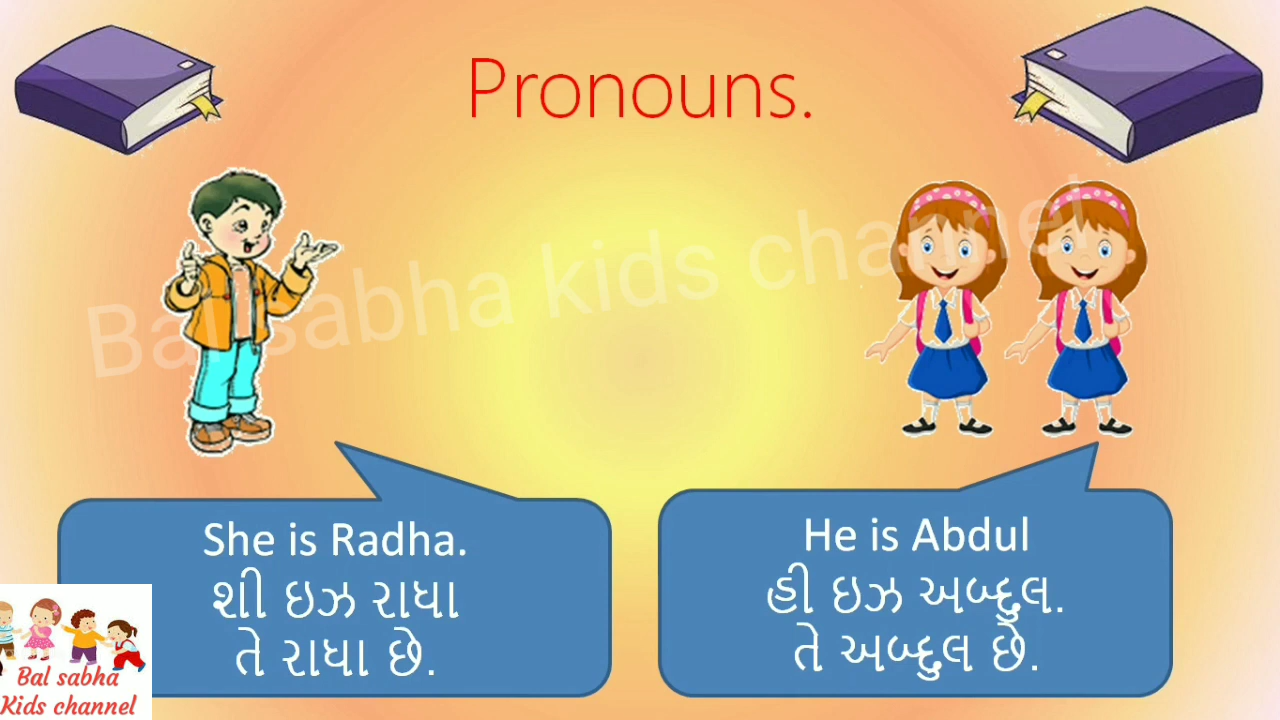 Pronouns.
Bal sabha kids channel
She is Radha.
શી ઇઝ રાધા
તે રાધા છે.
He is Abdul
હી ઇઝ અબ્દુલ.
તે અબ્દુલ છે.
Bal sabha
Kids channel